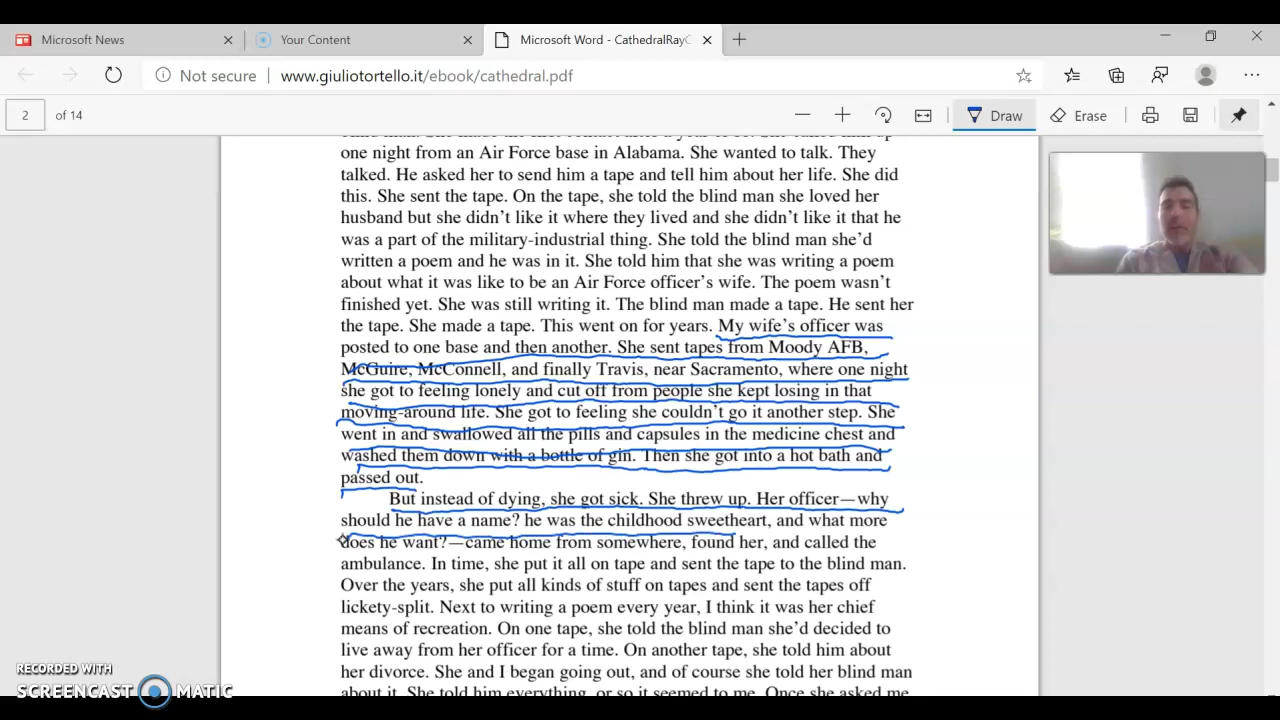 Microsoft News
Your Content
Microsoft Word - CathedralRayC
Not secure
www.giuliotortello.it/ebook/cathedral.pdf
2 of 14
Draw
Erase
one night from an Air Force base in Alabama. She wanted to talk. They
talked. He asked her to send him a tape and tell him about her life. She did
this. She sent the tape. On the tape, she told the blind man she loved her
husband but she didn’t like it where they lived and she didn’t like it that he
was a part of the military-industrial thing. She told the blind man she’d
written a poem and he was in it. She told him that she was writing a poem
about what it was like to be an Air Force officer’s wife. The poem wasn’t
finished yet. She was still writing it. The blind man made a tape. He sent her
the tape. She made a tape. This went on for years. My wife’s officer was
posted to one base and then another. She sent tapes from Moody AFB,
McGuire, McConnell, and finally Travis, near Sacramento, where one night
she got to feeling lonely and cut off from people she kept losing in that
moving-around life. She got to feeling she couldn’t go it another step. She
went in and swallowed all the pills and capsules in the medicine chest and
washed them down with a bottle of gin. Then she got into a hot bath and
passed out.
But instead of dying, she got sick. She threw up. Her officer—why
should he have a name? he was the childhood sweetheart, and what more
does he want?—came home from somewhere, found her, and called the
ambulance. In time, she put it all on tape and sent the tape to the blind man.
Over the years, she put all kinds of stuff on tapes and sent the tapes off
lickety-split. Next to writing a poem every year, I think it was her chief
means of recreation. On one tape, she told the blind man she’d decided to
live away from her officer for a time. On another tape, she told him about
her divorce. She and I began going out, and of course she told her blind man
about it. She told him everything, or so it seemed to me. Once she asked me
RECORDED WITH
SCREENCAST MATIC